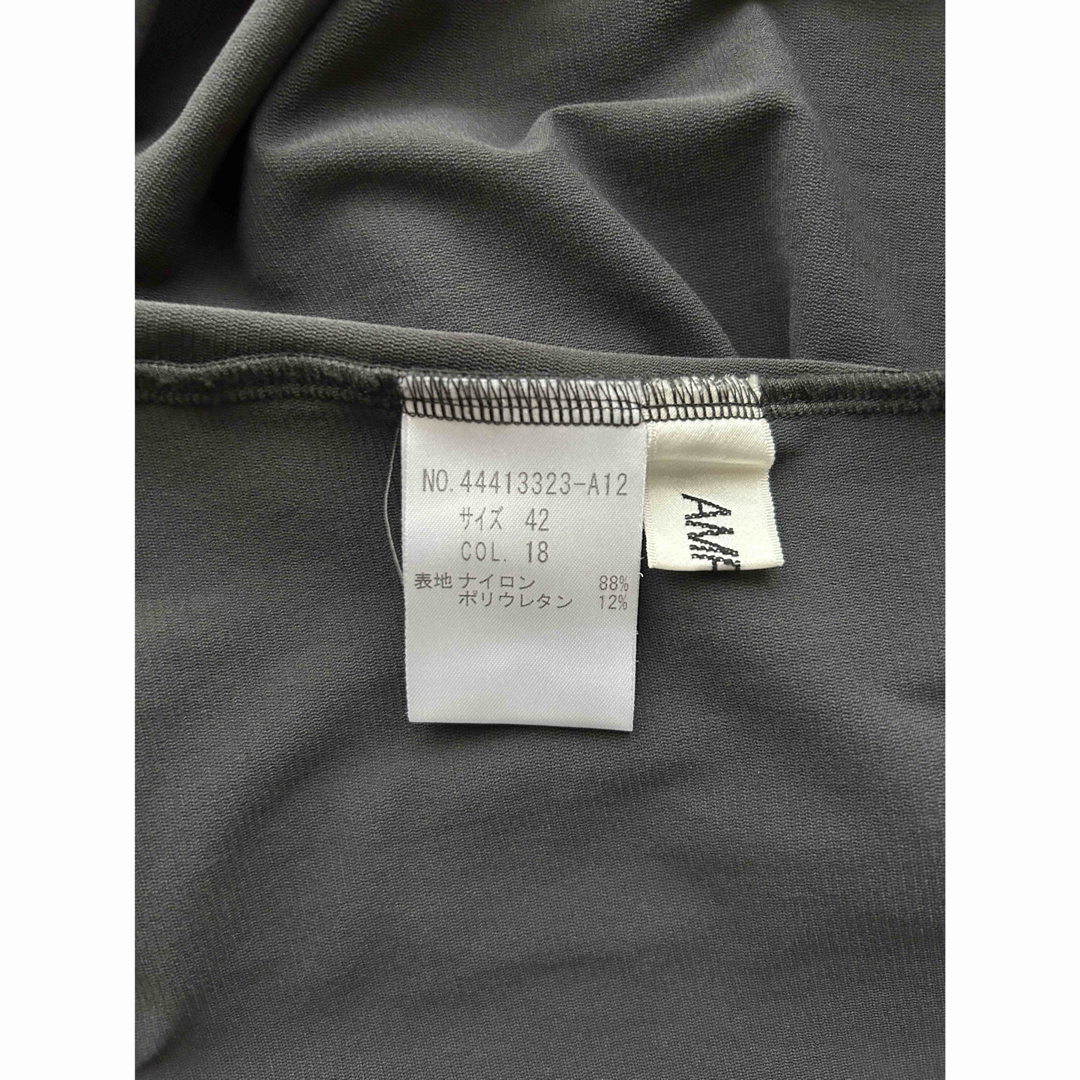 NO. 44413323-A12
サイズ 42
COL. 18
表地 ナイロン 88%
ポリウレタン 12%